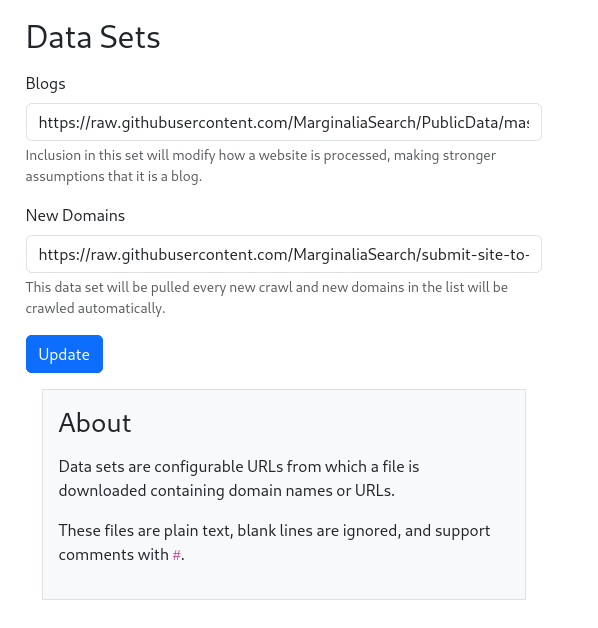 Data Sets
Blogs
https://raw.githubusercontent.com/MarginaliaSearch/PublicData/mas
Inclusion in this set will modify how a website is processed, making stronger
assumptions that it is a blog.
New Domains
https://raw.githubusercontent.com/MarginaliaSearch/submit-site-to-
This data set will be pulled every new crawl and new domains in the list will be
crawled automatically.
Update
About
Data sets are configurable URLs from which a file is
downloaded containing domain names or URLs.
These files are plain text, blank lines are ignored, and support
comments with #.